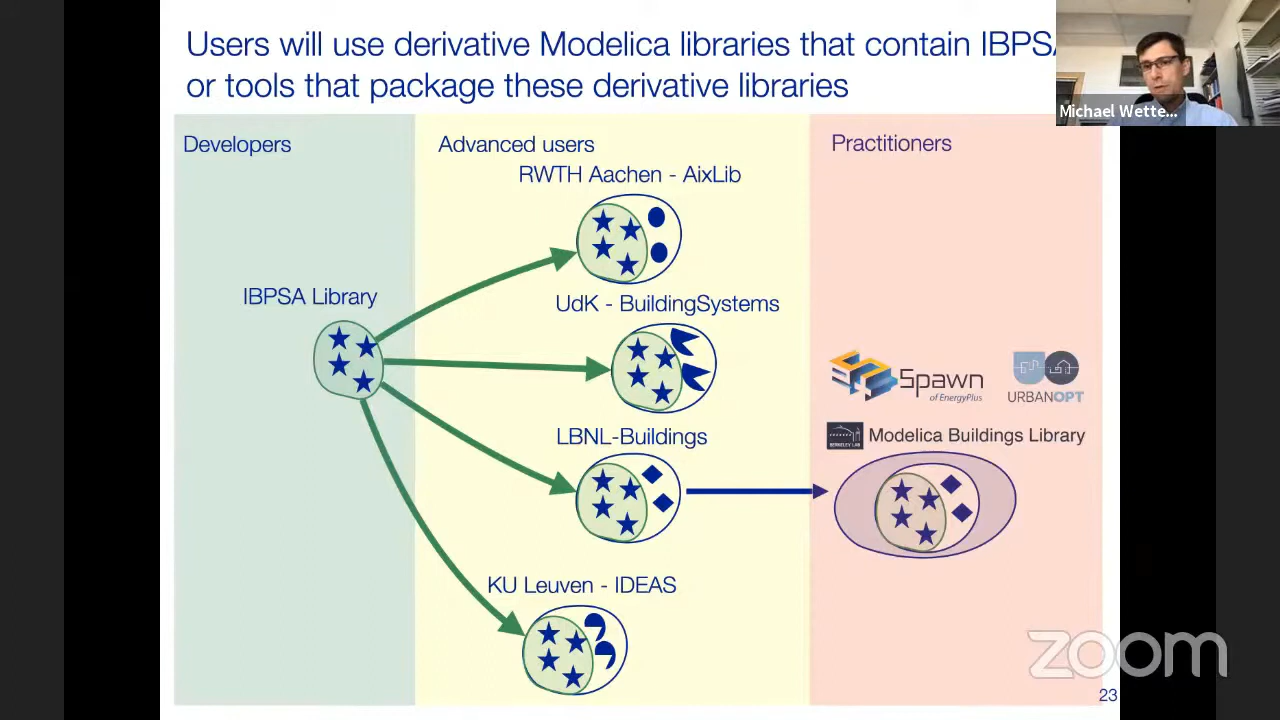 Users will use derivative Modelica libraries that contain IBPSA
or tools that package these derivative libraries
Michael Wette...
Developers
Advanced users
Practitioners
RWTH Aachen - AixLib
IBPSA Library
UdK - BuildingSystems
Spawn
of EnergyPlus
URBANOPT
LBNL-Buildings
BERKELEY LAB
Modelica Buildings Library
KU Leuven - IDEAS
zoom
23